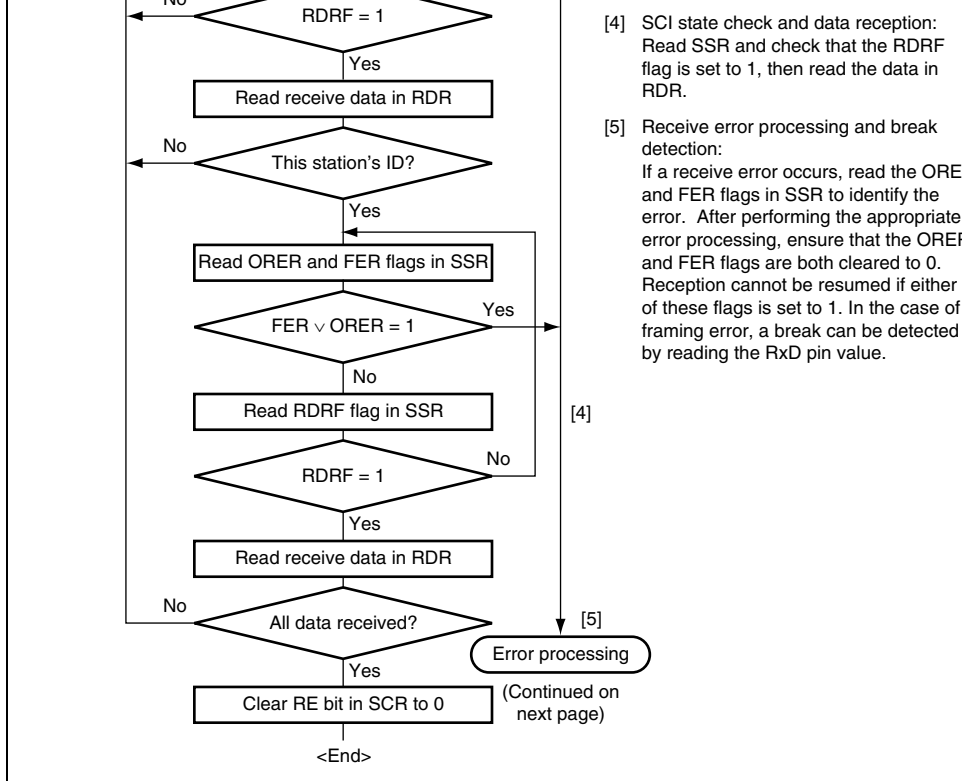 No
RDRF = 1
Yes
Read receive data in RDR
No
This station's ID?
Yes
Read ORER and FER flags in SSR
FER ∨ ORER = 1
Yes
No
Read RDRF flag in SSR
[4]
RDRF = 1
No
Yes
Read receive data in RDR
No
All data received?
Yes
[5]
Error processing
(Continued on
next page)
Clear RE bit in SCR to 0
<End>
[4] SCI state check and data reception:
Read SSR and check that the RDRF
flag is set to 1, then read the data in
RDR.
[5] Receive error processing and break
detection:
If a receive error occurs, read the ORE
and FER flags in SSR to identify the
error. After performing the appropriate
error processing, ensure that the ORER
and FER flags are both cleared to 0.
Reception cannot be resumed if either
of these flags is set to 1. In the case of
framing error, a break can be detected
by reading the RxD pin value.